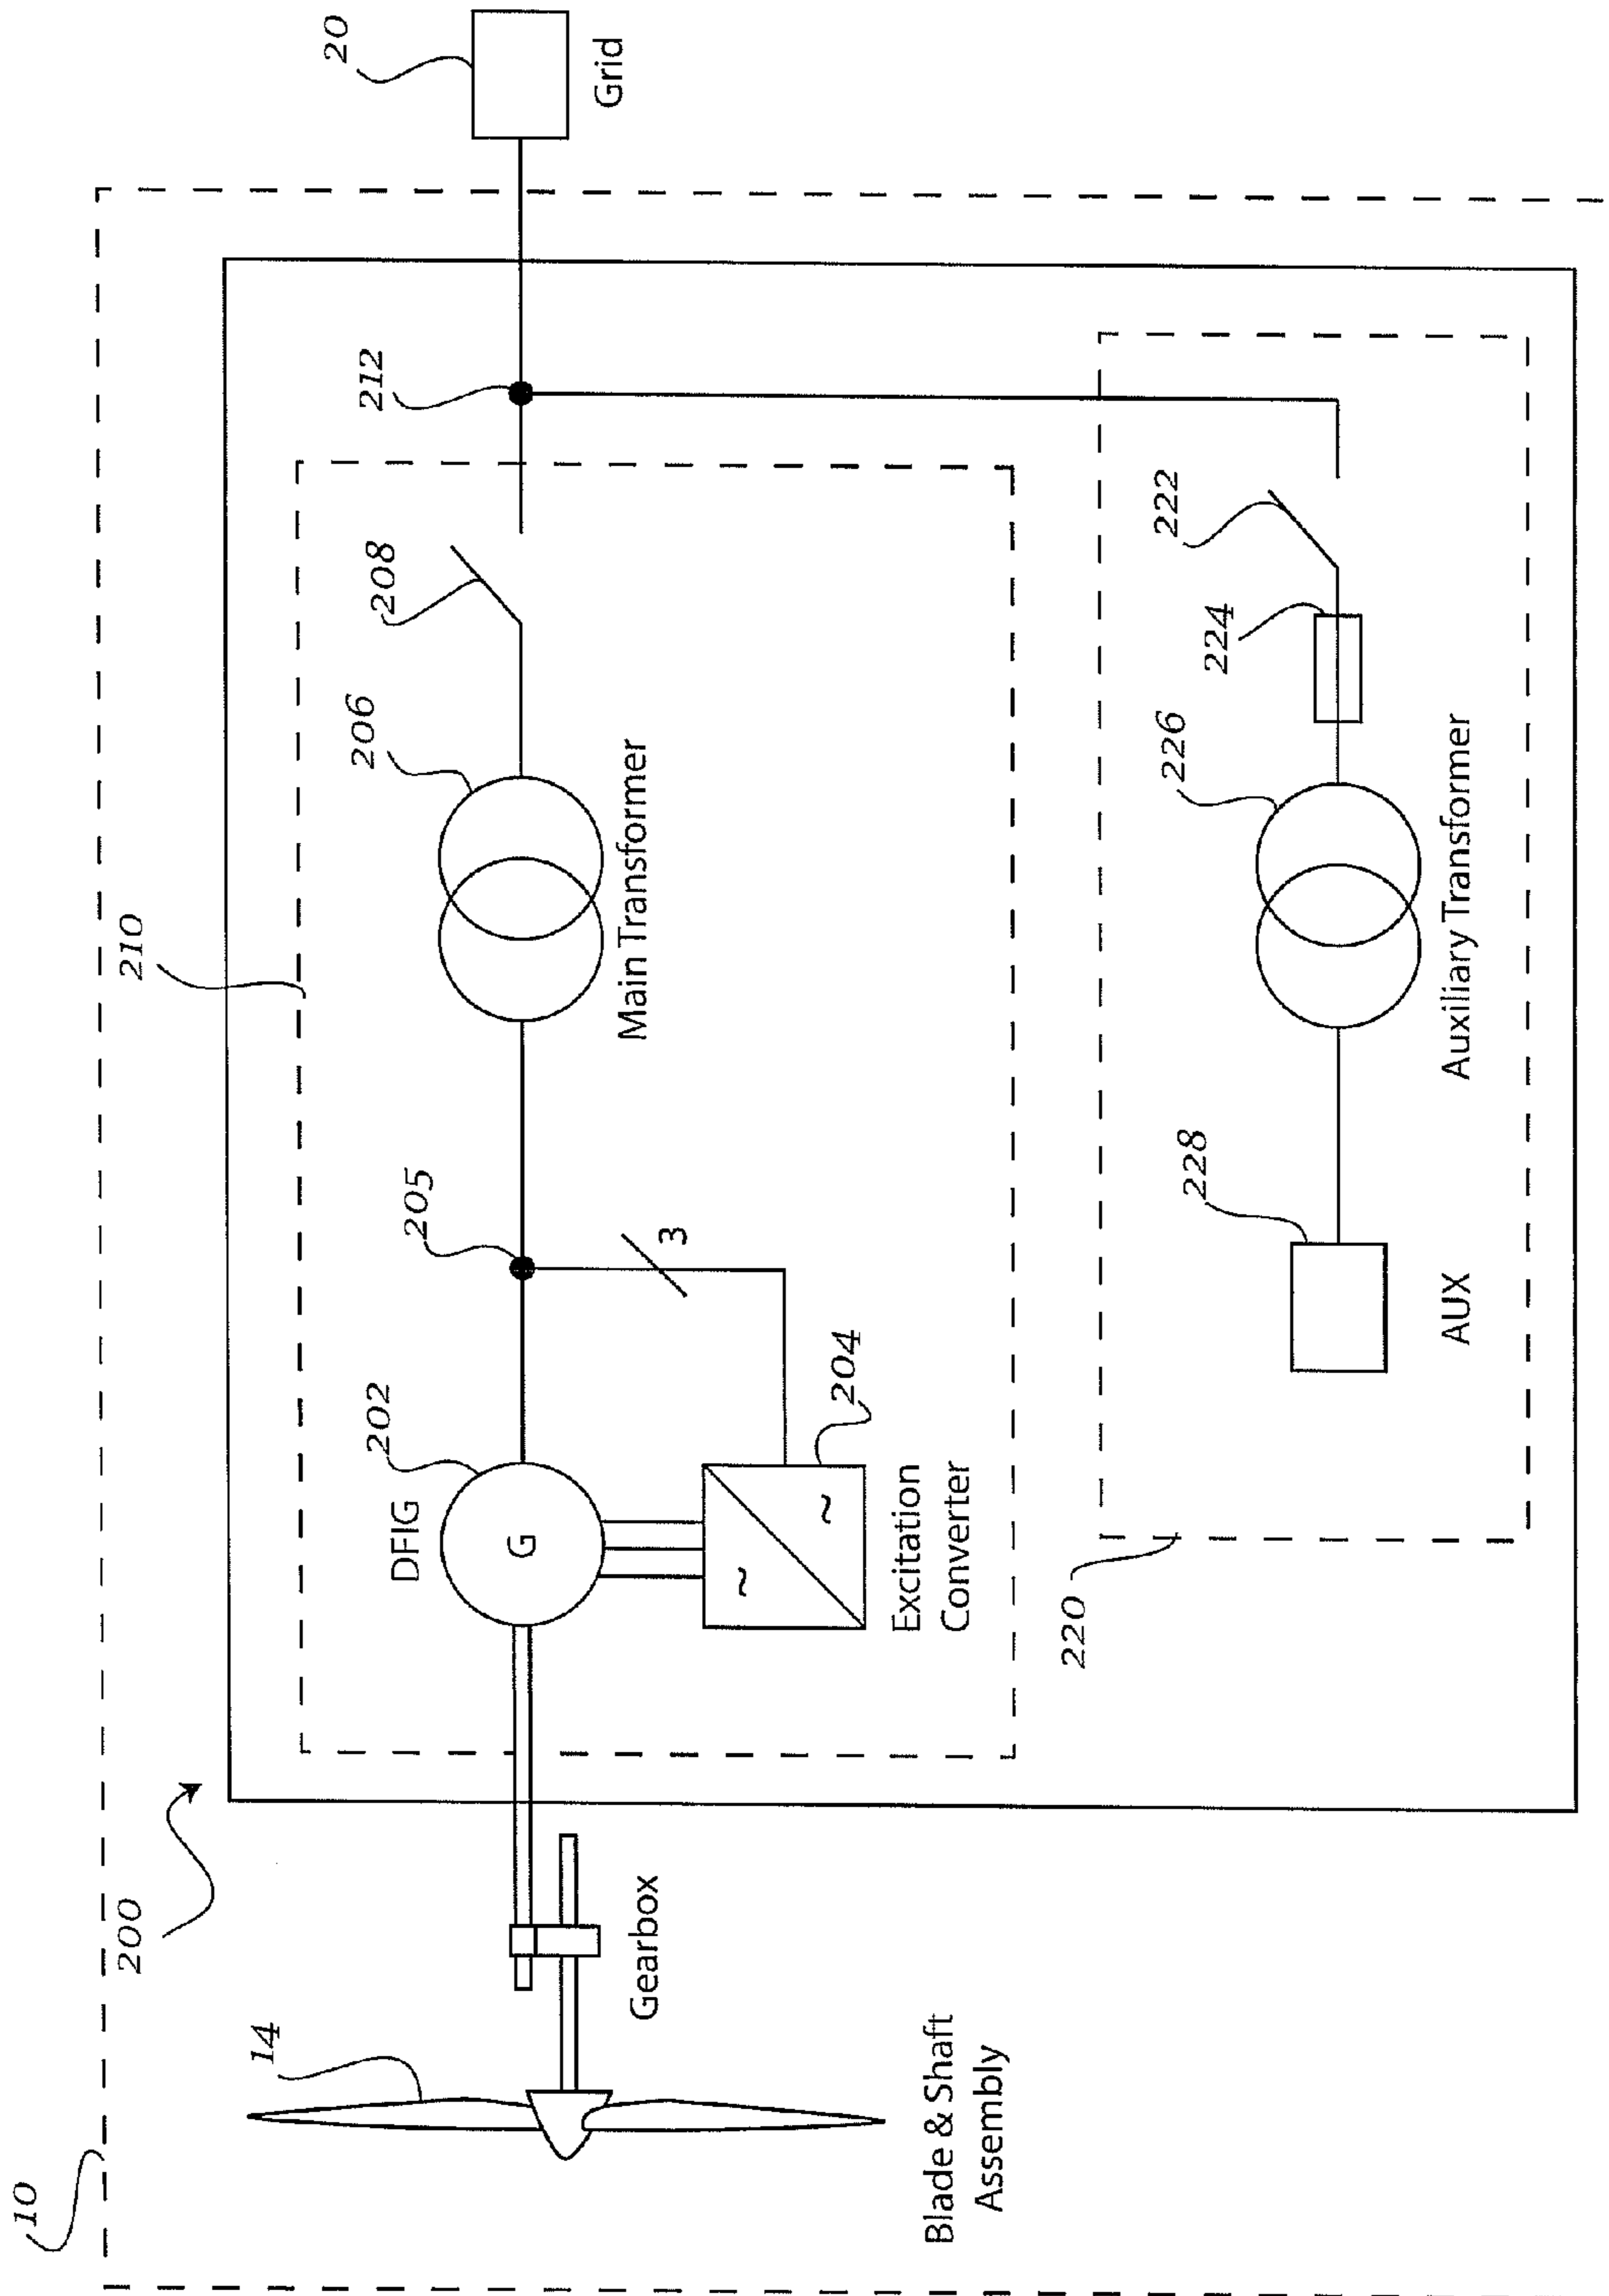 10
200
210
212
20
Grid
14
DFIG
202
205
206
208
G
3
Main Transformer
~
~
204
Excitation
Converter
Gearbox
Blade & Shaft
Assembly
220
228
226
224
222
AUX
Auxiliary Transformer